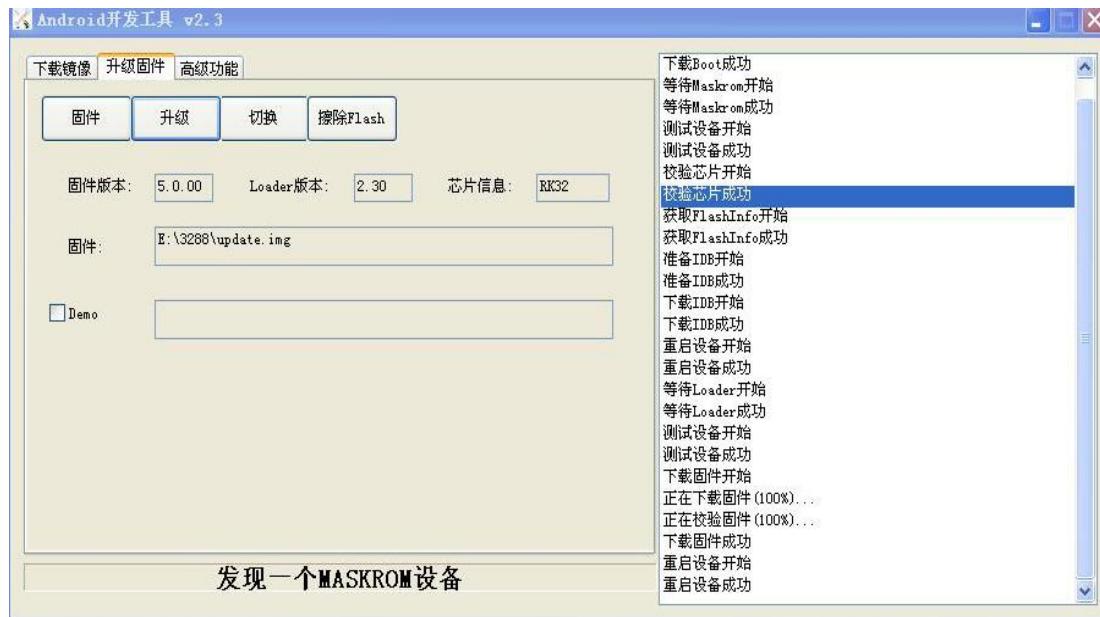 Android开发工具 v2.3
下载镜像 升级固件 高级功能
固件 升级 切换 擦除Flash
固件版本: 5.0.00 Loader版本: 2.30 芯片信息: RK32
固件: E:\3288\update.img
Demo
发现一个MASKROM设备
下载Boot成功
等待Maskrom开始
等待Maskrom成功
测试设备开始
测试设备成功
校验芯片开始
校验芯片成功
获取FlashInfo开始
获取FlashInfo成功
准备IDB开始
准备IDB成功
下载IDB开始
下载IDB成功
重启设备开始
重启设备成功
等待Loader开始
等待Loader成功
测试设备开始
测试设备成功
下载固件开始
正在下载固件(100%)...
正在校验固件(100%)...
下载固件成功
重启设备开始
重启设备成功